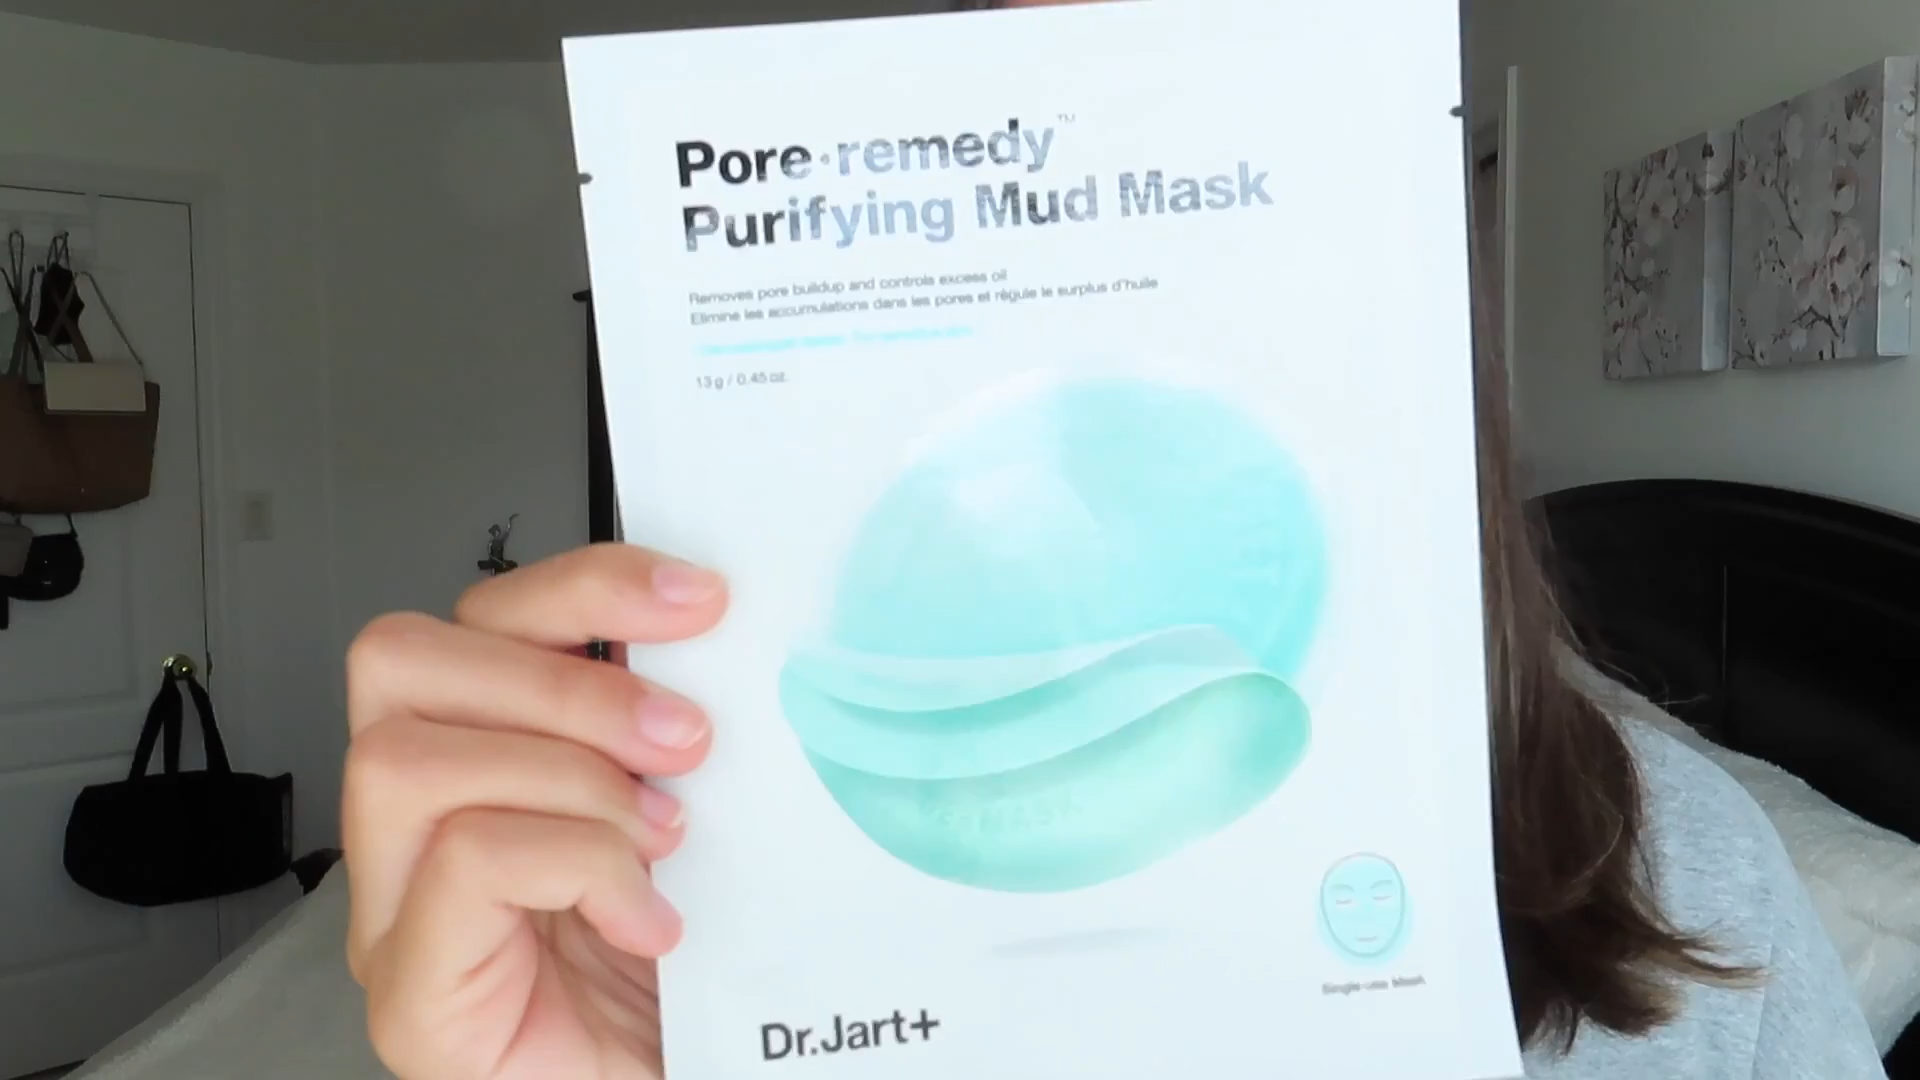 Pore·remedy™
Purifying Mud Mask
Removes pore buildup and controls excess oil
Elimine les accumulations dans les pores et régule le surplus d'huile
13 g / 0.45 oz.
Single-use Mask
Dr.Jart+